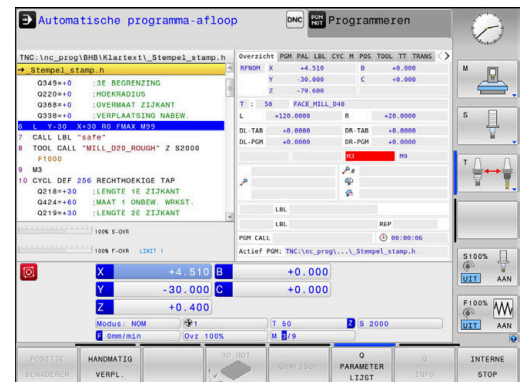 Automatische programma-afloop
DNC
PGM MGT
Programmeren
TNC:\nc_prog\BHB\Klartext\_Stempel_stamp.h
→_Stempel_stamp.h
Q349=+0 ;3E BEGRENZING
Q220=+0 ;HOEKRADIUS
Q368=+0 ;OVERMAAT ZIJKANT
Q338=+0 ;VERPLAATSING NABEW.
6 L Y-30 X+30 R0 FMAX M99
7 CALL LBL "safe"
8 TOOL CALL "MILL_D20_ROUGH" Z S2000
F1000
9 M3
10 CYCL DEF 256 RECHTHOEKIGE TAP
Q218=+30 ;LENGTE 1E ZIJKANT
Q424=+60 ;MAAT 1 ONBEW. WRKST.
Q219=+30 ;LENGTE 2E ZIJKANT
100% S-OVR
100% F-OVR LIMIT 1
Overzicht PGM PAL LBL CYC M POS TOOL TT TRANS
RFNOM X +4.510 B +0.000
Y -30.000 C +0.000
Z -79.600
T : 50 FACE_MILL_D40
L +120.0000 R +20.0000
DL-TAB +0.0000 DR-TAB +0.0000
DL-PGM +0.0000 DR-PGM +0.0000
M3 M9
P#
LBL
LBL REP
PGM CALL 00:00:06
Actief PGM: TNC:\nc_prog\...\_Stempel_stamp.h
X +4.510 B +0.000
Y -30.000 C +0.000
Z +0.400
Modus: NOM 1 T 50 Z S 2000
F 0mm/min Ovr 100% M 3/9
M
S
T
S100%
UIT AAN
F100%
UIT AAN
POSITIE BENADEREN
HANDMATIG VERPL.
3D ROT
GRAFISCH
Q PARAMETER LIJST
Q INFO
INTERNE STOP